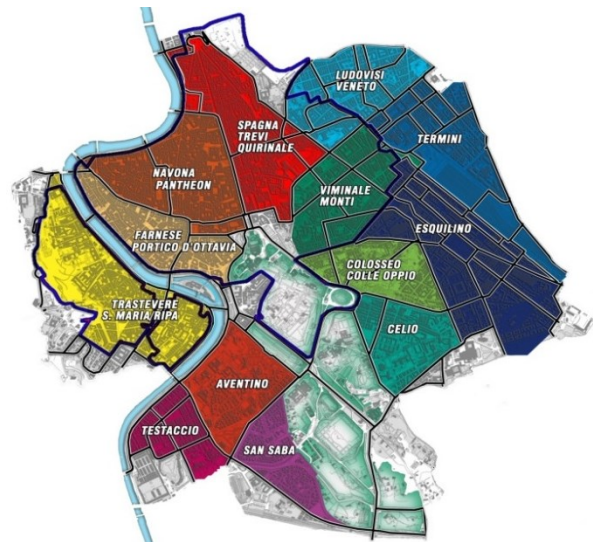 LUDOVISI
VENETO
SPAGNA
TREVI
QUIRINALE
TERMINI
NAVONA
PANTHEON
VIMINALE
MONTI
ESQUILINO
FARNESE
PORTICO D'OTTAVIA
COLOSSEO
COLLE OPPIO
TRASTEVERE
S. MARIA/RIPA
CELIO
AVENTINO
TESTACCIO
SAN SABA